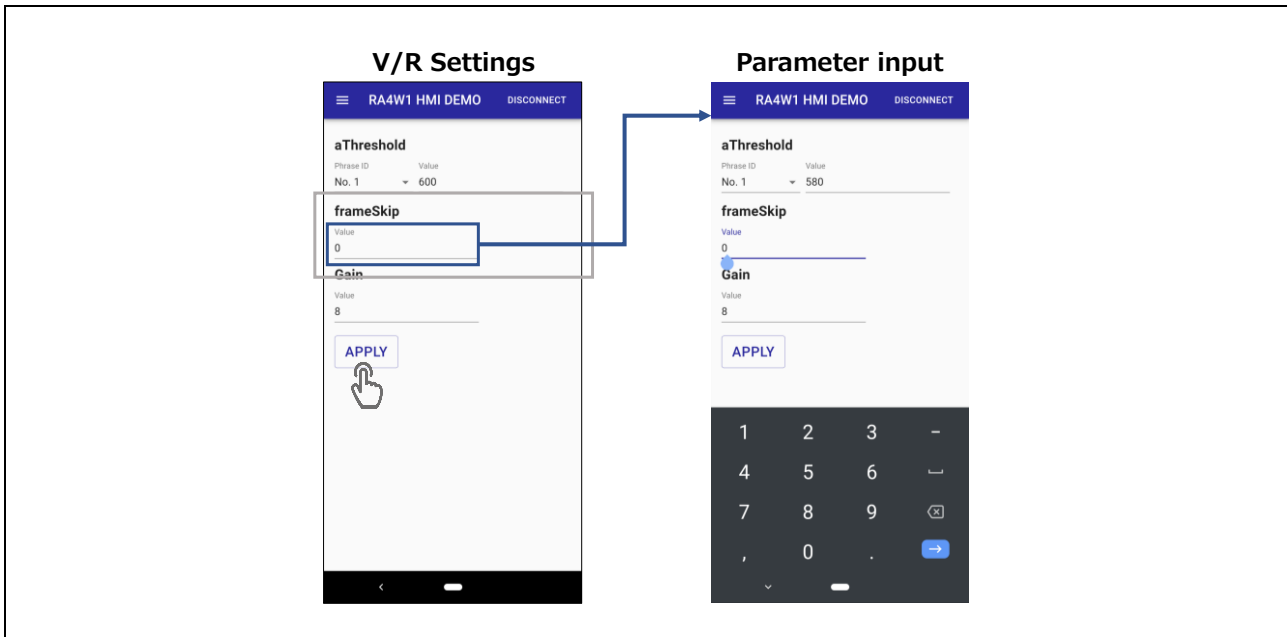 V/R Settings
RA4W1 HMI DEMO DISCONNECT
aThreshold
Phrase ID Value
No. 1 600
frameSkip
Value
0
Gain
Value
8
APPLY
Parameter input
RA4W1 HMI DEMO DISCONNECT
aThreshold
Phrase ID Value
No. 1 580
frameSkip
Value
0
Gain
Value
8
APPLY
1 2 3 -
4 5 6
7 8 9
, 0 .